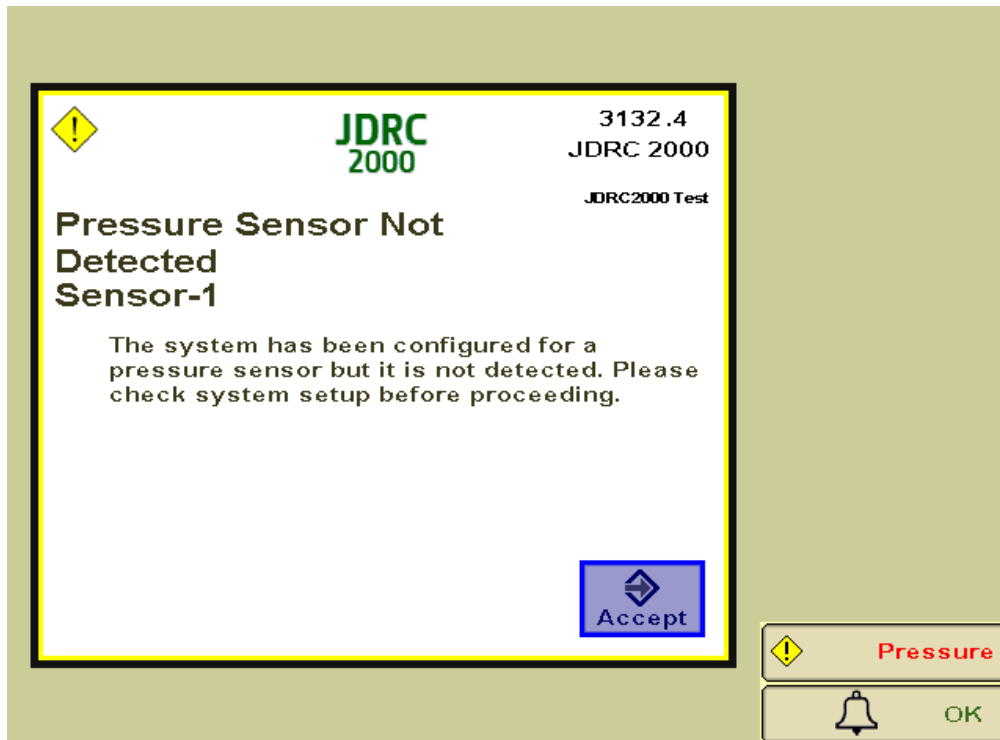 JDRC
2000
3132.4
JDRC 2000
JDRC2000 Test
Pressure Sensor Not
Detected
Sensor-1
The system has been configured for a
pressure sensor but it is not detected. Please
check system setup before proceeding.
Accept
Pressure
OK